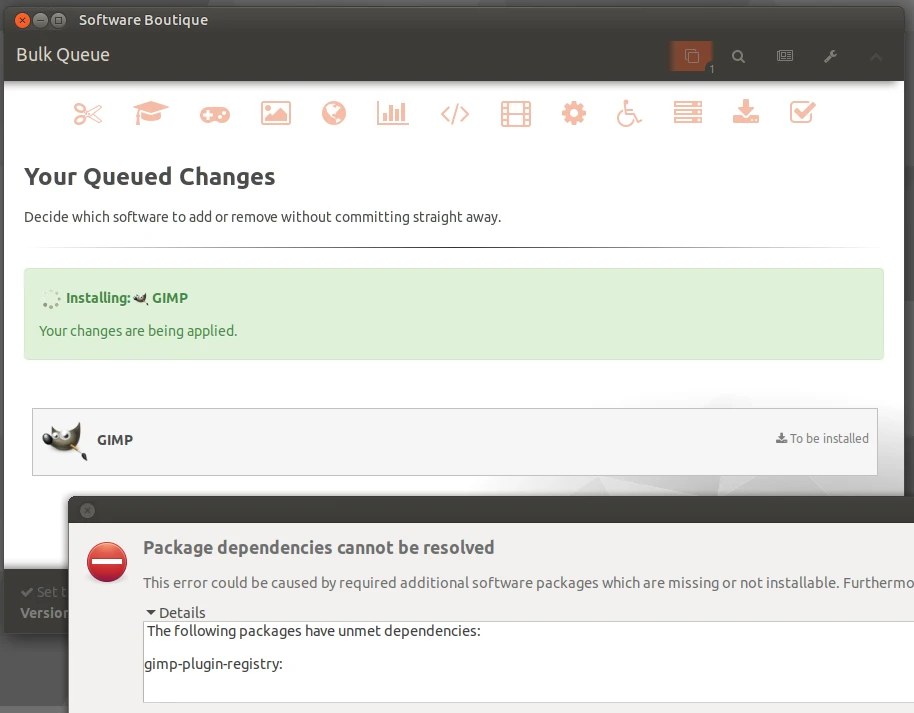 Software Boutique
Bulk Queue
1
Your Queued Changes
Decide which software to add or remove without committing straight away.
Installing: GIMP
Your changes are being applied.
GIMP
To be installed
Package dependencies cannot be resolved
This error could be caused by required additional software packages which are missing or not installable. Furthermo
Details
The following packages have unmet dependencies:
gimp-plugin-registry:
Set t
Version